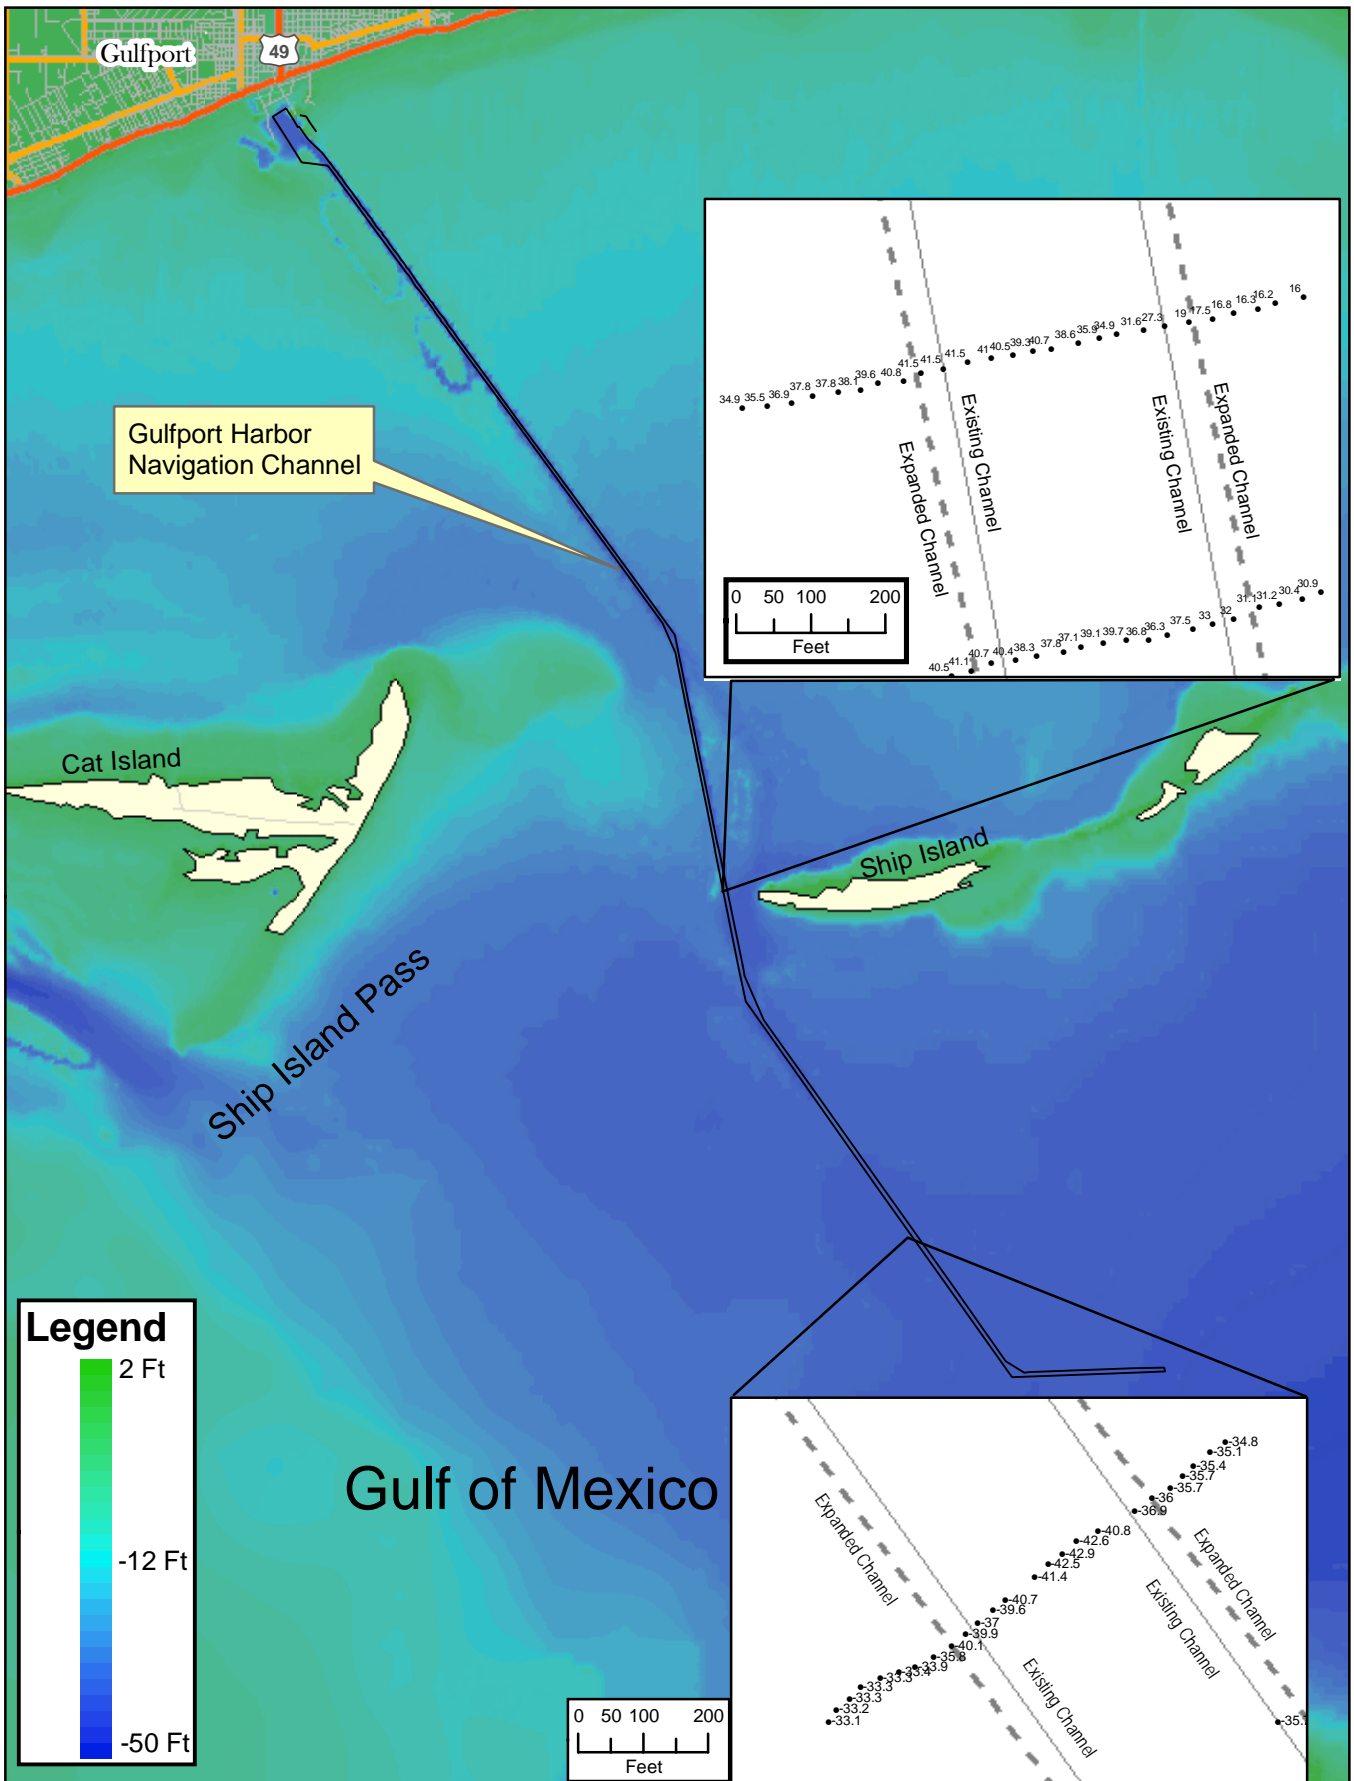 Gulfport
49
Gulfport Harbor
Navigation Channel
34.9 35.5 36.9 37.8 37.8 38.1 39.6 40.8 41.5 41.5 41.5 41 40.5 39.3 40.7 38.6 35.9 34.9 31.6 27.3 19 17.5 16.8 16.3 16.2 16
Expanded Channel
Existing Channel
Existing Channel
Expanded Channel
0 50 100 200
Feet
40.5 41.1 40.7 40.4 38.3 37.8 37.1 39.1 39.7 36.8 36.3 37.5 33 32 31.1 31.2 30.4 30.9
Cat Island
Ship Island
Ship Island Pass
Gulf of Mexico
Legend
2 Ft
-12 Ft
-50 Ft
-34.8
-35.1
-35.4
-35.7
-35.7
-36
-36.9
-40.8
-42.6
-42.9
-42.5
-41.4
-40.7
-39.6
-37
-39.9
-40.1
-35.8
-33.9
-33.4
-33.3
-33.3
-33.3
-33.2
-33.1
Expanded Channel
Existing Channel
Existing Channel
Expanded Channel
0 50 100 200
Feet